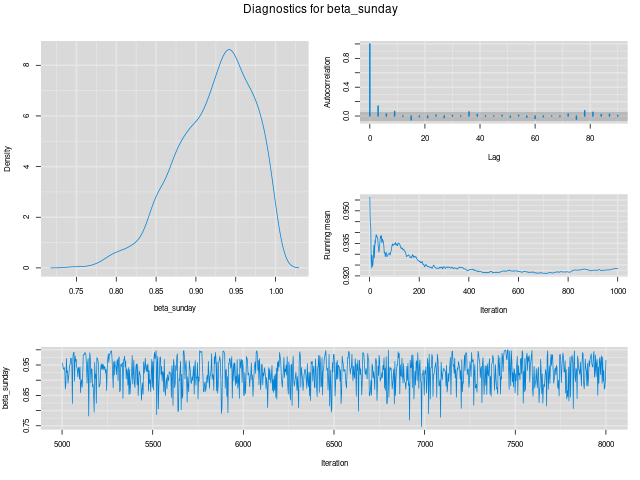 Diagnostics for beta_sunday
Density
0 2 4 6 8
0.75 0.80 0.85 0.90 0.95 1.00
beta_sunday
Autocorrelation
0.0 0.4 0.8
0 20 40 60 80
Lag
Running mean
0.920 0.935 0.950
0 200 400 600 800 1000
Iteration
beta_sunday
0.75 0.85 0.95
5000 5500 6000 6500 7000 7500 8000
Iteration